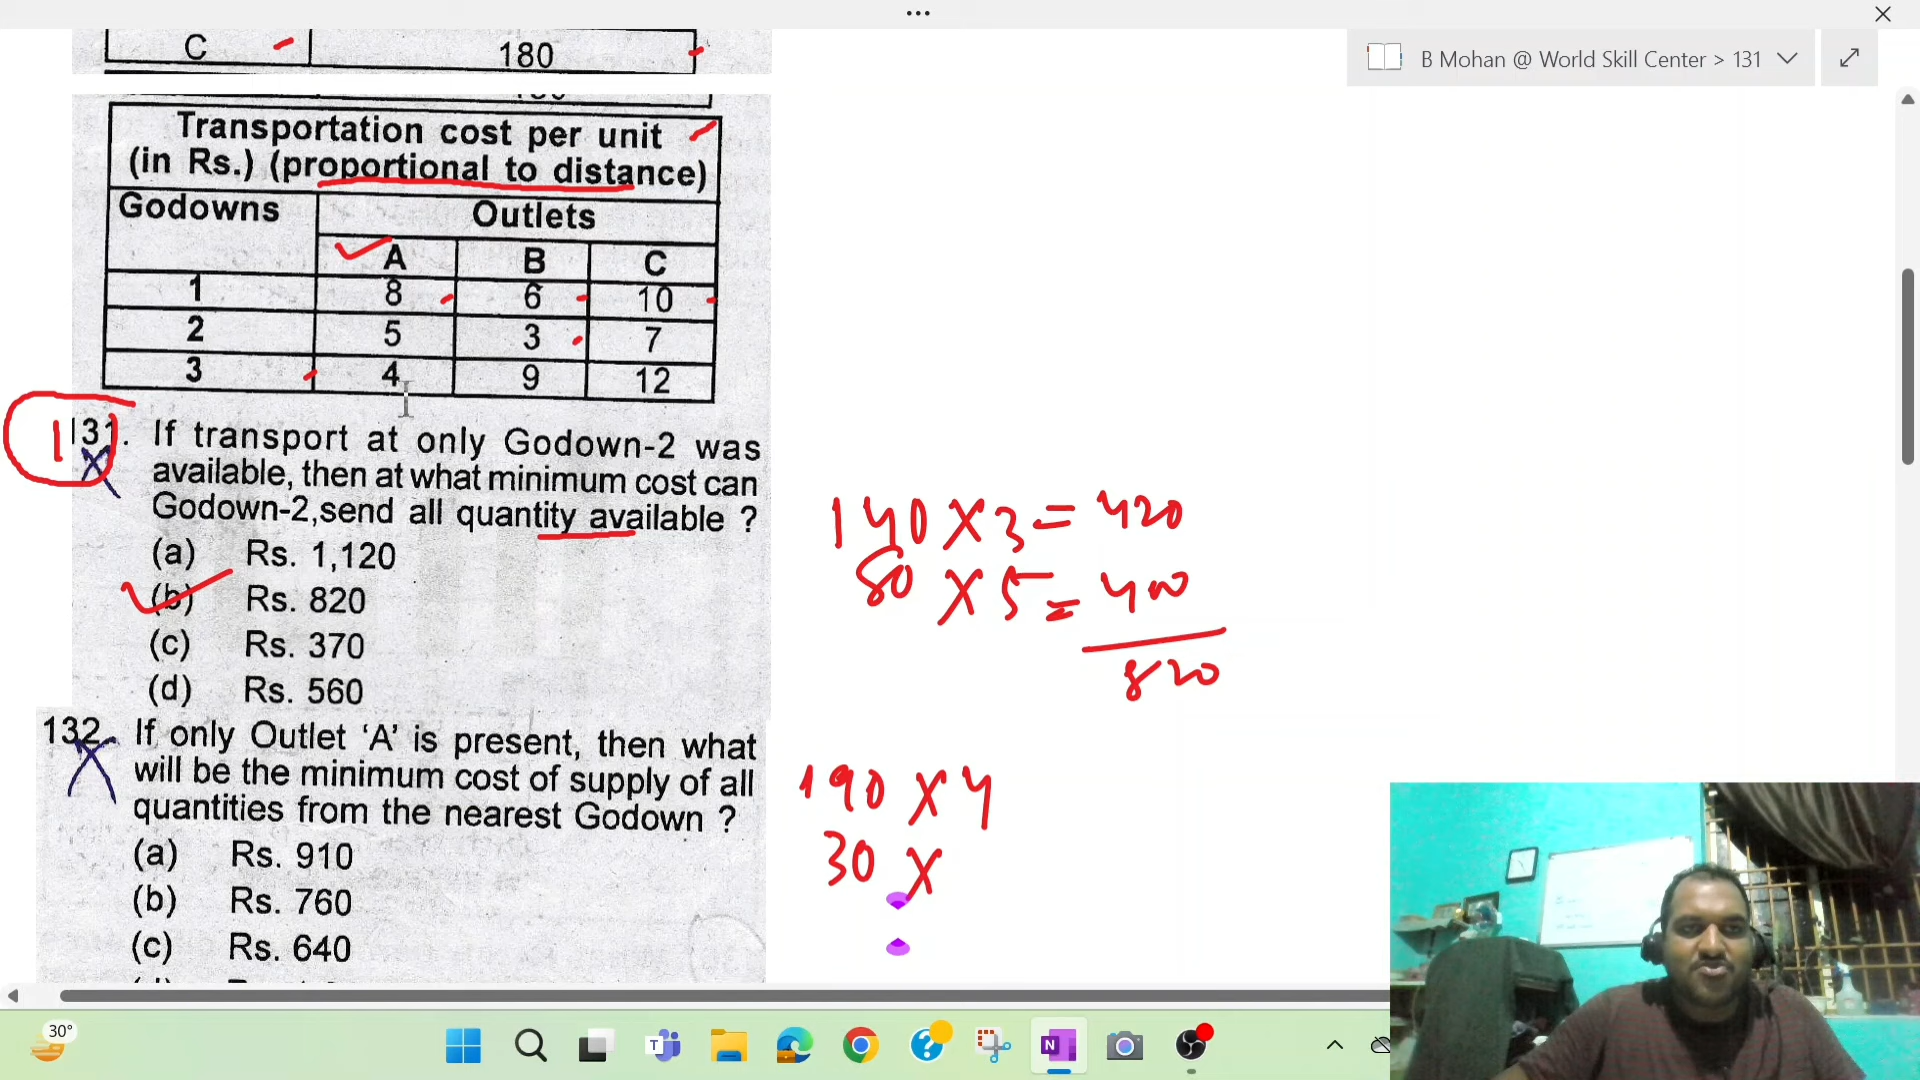 B Mohan @ World Skill Center > 131
C 180
Transportation cost per unit
(in Rs.) (proportional to distance)
Godowns Outlets
A B C
1 8 6 10
2 5 3 7
3 4 9 12
131. If transport at only Godown-2 was
available, then at what minimum cost can
Godown-2,send all quantity available ?
(a) Rs. 1,120
(b) Rs. 820
(c) Rs. 370
(d) Rs. 560
140 X 3 = 420
80 X 5 = 400
820
132. If only Outlet ‘A’ is present, then what
will be the minimum cost of supply of all
quantities from the nearest Godown ?
(a) Rs. 910
(b) Rs. 760
(c) Rs. 640
190 X 4
30 X
30°